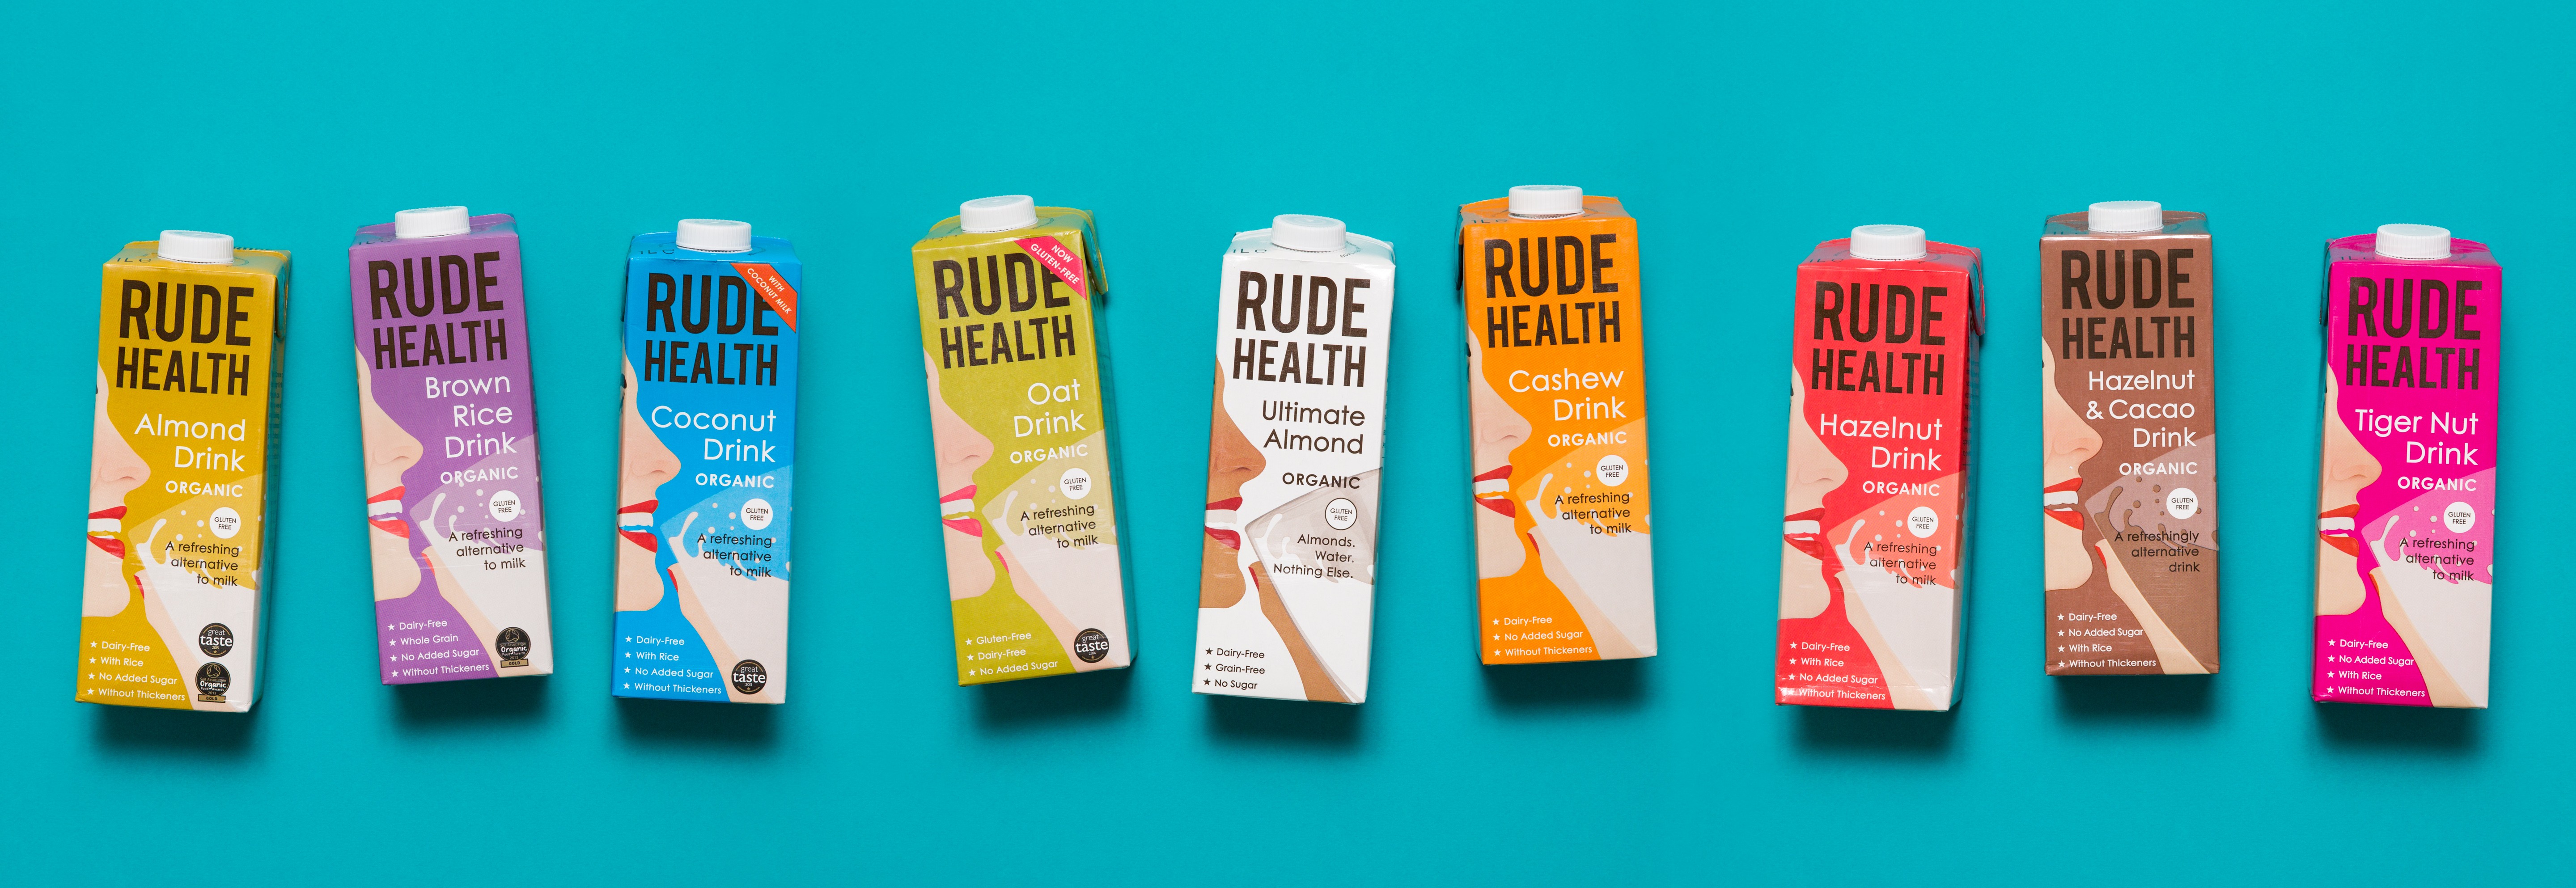 RUDE
HEALTH
Almond
Drink
ORGANIC
GLUTEN
FREE
A refreshing
alternative
to milk
★ Dairy-Free
★ With Rice
★ No Added Sugar
★ Without Thickeners
great
taste
Organic
GOLD
RUDE
HEALTH
Brown
Rice
Drink
ORGANIC
GLUTEN
FREE
A refreshing
alternative
to milk
★ Dairy-Free
★ Whole Grain
★ No Added Sugar
★ Without Thickeners
Organic
GOLD
WITH
COCONUT MILK
RUDE
HEALTH
Coconut
Drink
ORGANIC
GLUTEN
FREE
A refreshing
alternative
to milk
★ Dairy-Free
★ With Rice
★ No Added Sugar
★ Without Thickeners
great
taste
NOW
GLUTEN-FREE
RUDE
HEALTH
Oat
Drink
ORGANIC
GLUTEN
FREE
A refreshing
alternative
to milk
★ Gluten-Free
★ Dairy-Free
★ No Added Sugar
great
taste
RUDE
HEALTH
Ultimate
Almond
ORGANIC
GLUTEN
FREE
Almonds.
Water.
Nothing Else.
★ Dairy-Free
★ Grain-Free
★ No Sugar
RUDE
HEALTH
Cashew
Drink
ORGANIC
GLUTEN
FREE
A refreshing
alternative
to milk
★ Dairy-Free
★ No Added Sugar
★ Without Thickeners
RUDE
HEALTH
Hazelnut
Drink
ORGANIC
GLUTEN
FREE
A refreshing
alternative
to milk
★ Dairy-Free
★ With Rice
★ No Added Sugar
★ Without Thickeners
RUDE
HEALTH
Hazelnut
& Cacao
Drink
ORGANIC
GLUTEN
FREE
A refreshingly
alternative
drink
★ Dairy-Free
★ No Added Sugar
★ With Rice
★ Without Thickeners
RUDE
HEALTH
Tiger Nut
Drink
ORGANIC
GLUTEN
FREE
A refreshing
alternative
to milk
★ Dairy-Free
★ No Added Sugar
★ With Rice
★ Without Thickeners